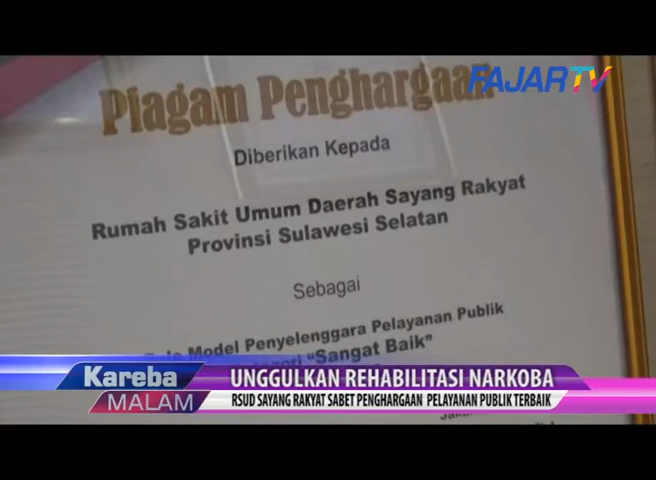 FAJAR TV
Piagam Penghargaan
Diberikan Kepada
Rumah Sakit Umum Daerah Sayang Rakyat
Provinsi Sulawesi Selatan
Sebagai
Model Penyelenggara Pelayanan Publik
"Sangat Baik"
Kareba
MALAM
UNGGULKAN REHABILITASI NARKOBA
RSUD SAYANG RAKYAT SABET PENGHARGAAN PELAYANAN PUBLIK TERBAIK